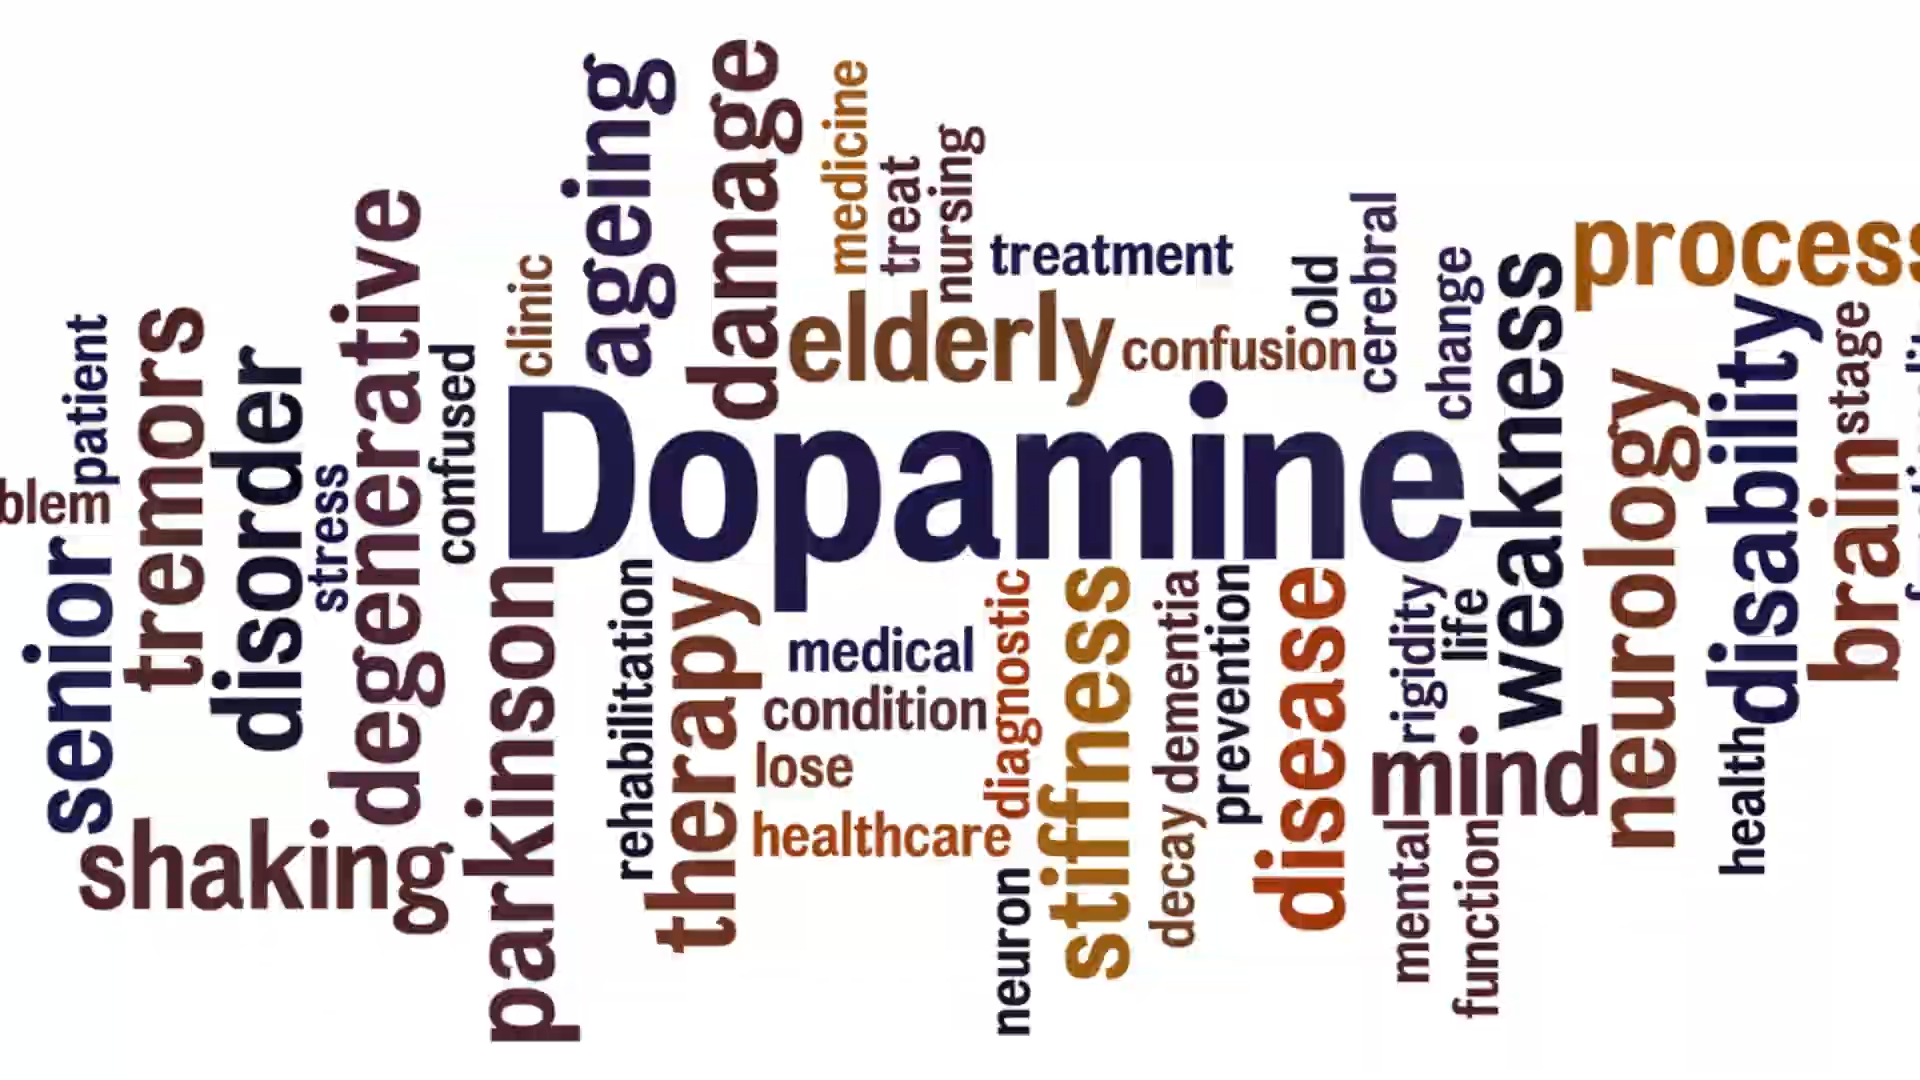 blem
patient
senior
tremors
disorder
stress
degenerative
confused
shaking
clinic
ageing
damage
medicine
treat
nursing
treatment
elderly
confusion
old
cerebral
change
Dopamine
parkinson
rehabilitation
therapy
medical
condition
lose
healthcare
diagnostic
neuron
stiffness
dementia
decay
prevention
disease
rigidity
life
mind
mental
function
weakness
process
neurology
disability
health
stage
brain